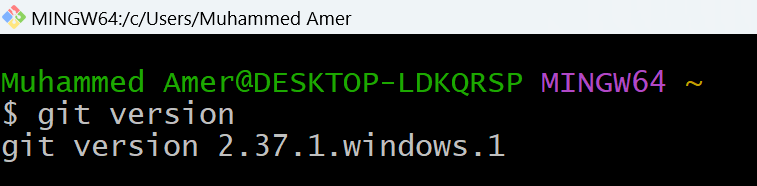 MINGW64:/c/Users/Muhammed Amer
Muhammed Amer@DESKTOP-LDKQRSP MINGW64 ~
$ git version
git version 2.37.1.windows.1